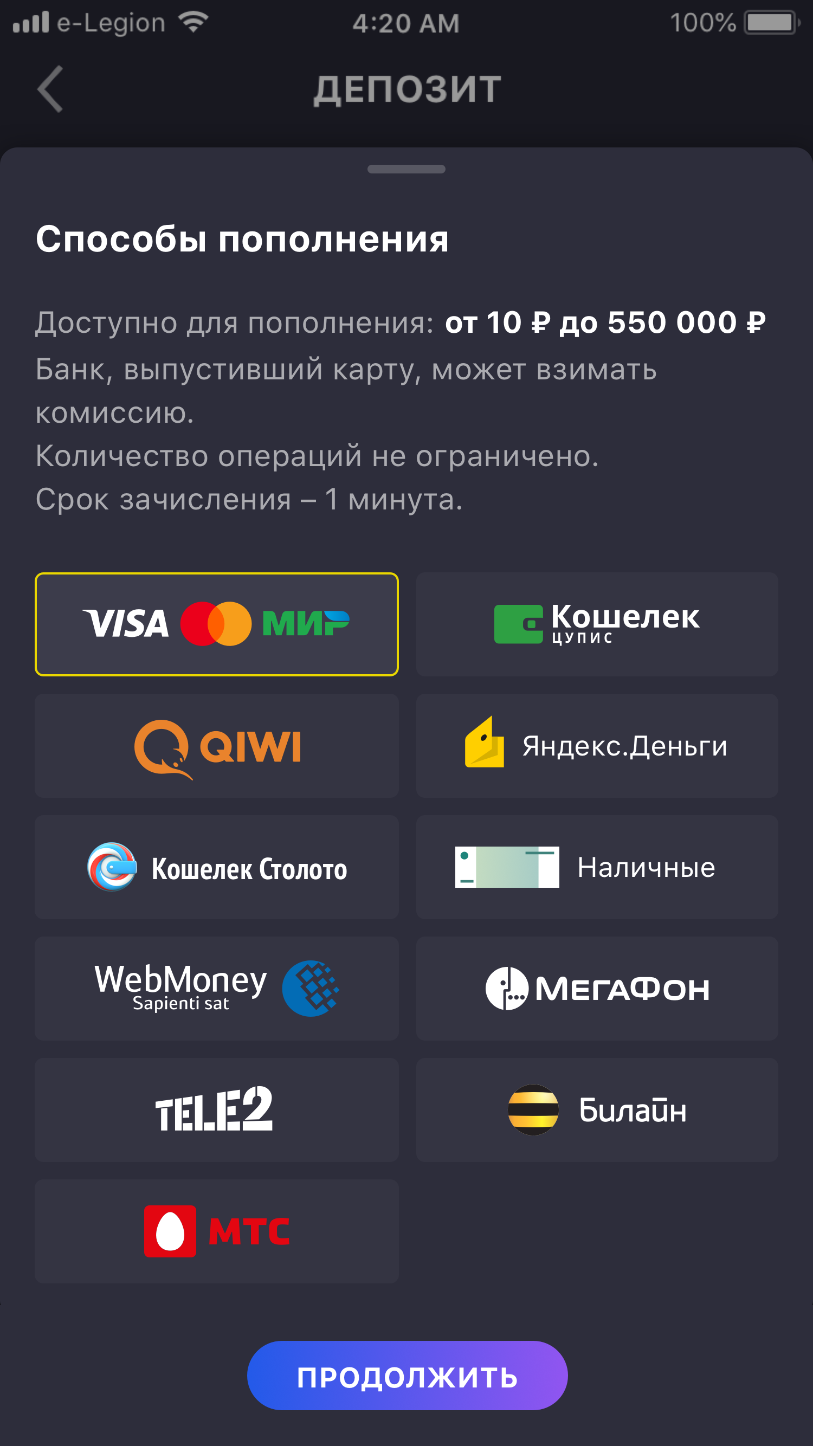 e-Legion 4:20 AM 100%
ДЕПОЗИТ
Способы пополнения
Доступно для пополнения: от 10 ₽ до 550 000 ₽
Банк, выпустивший карту, может взимать
комиссию.
Количество операций не ограничено.
Срок зачисления – 1 минута.
VISA МИР
Кошелек
ЦУПИС
QIWI
Яндекс.Деньги
Кошелек Столото
Наличные
WebMoney
Sapienti sat
МЕГАФОН
TELE2
Билайн
МТС
ПРОДОЛЖИТЬ